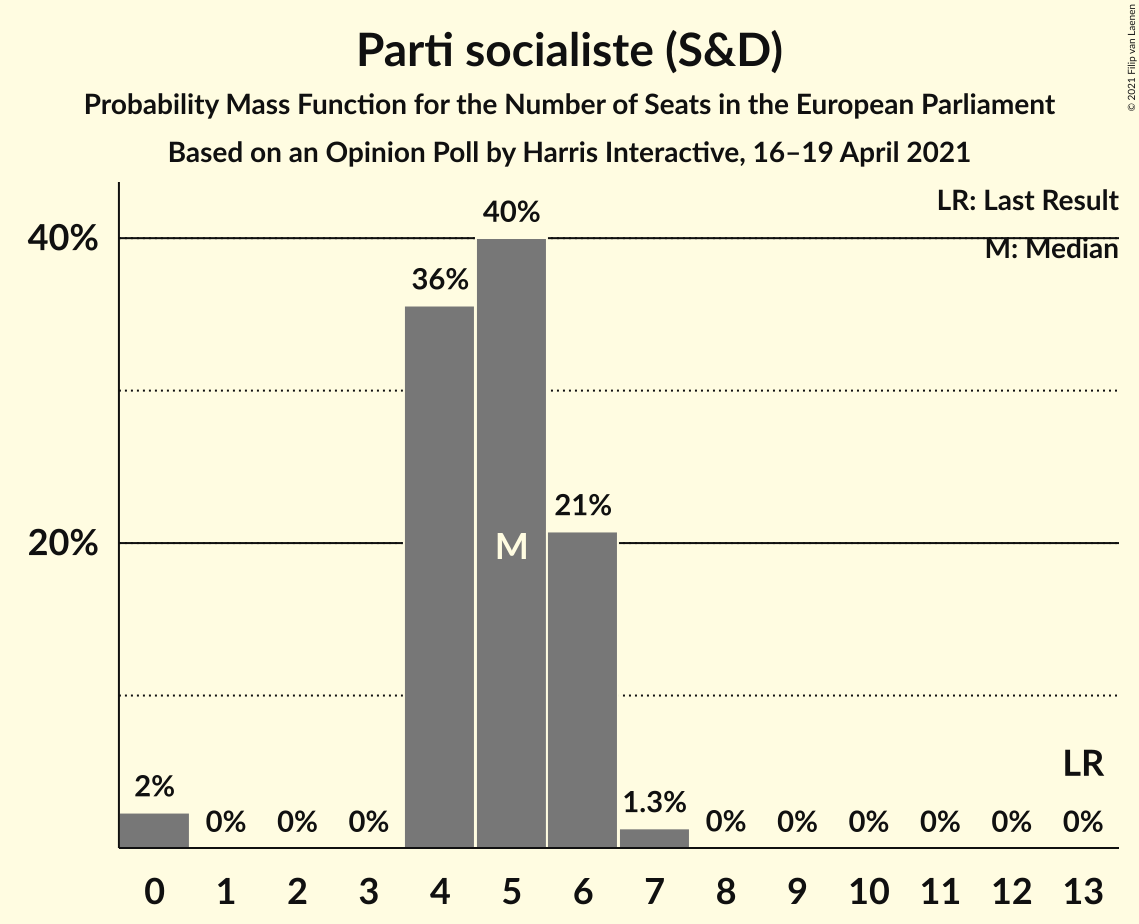 Parti socialiste (S&D)
Probability Mass Function for the Number of Seats in the European Parliament
Based on an Opinion Poll by Harris Interactive, 16–19 April 2021
© 2021 Filip van Laenen
LR: Last Result
M: Median
40%
20%
2%
0%
0%
0%
36%
40%
M
21%
1.3%
0%
0%
0%
0%
0%
LR
0%
0 1 2 3 4 5 6 7 8 9 10 11 12 13